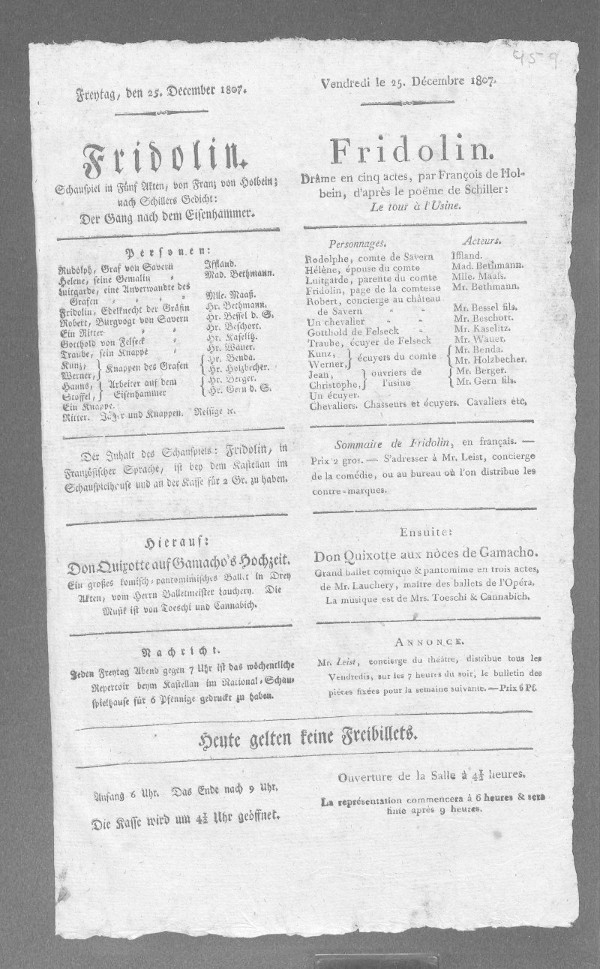 459
Freytag, den 25. December 1807.
Fridolin.
Schauspiel in Fünf Akten, von Franz von Holbein;
nach Schillers Gedicht:
Der Gang nach dem Eisenhammer.
Personen:
Rudolph, Graf von Savern Iffland.
Helene, seine Gemalin Mad. Bethmann.
Luitgarde, eine Anverwandte des
Grafen Mlle. Maaß.
Fridolin, Edelknecht der Gräfin Hr. Bethmann.
Robert, Burgvogt von Savern Hr. Bessel d. S.
Ein Ritter Hr. Beschort.
Gotthold von Felseck Hr. Kaselitz.
Traube, sein Knappe Hr. Wauer.
Kunz, } Knappen des Grafen { Hr. Benda.
Werner, Hr. Holzbecher.
Hanns, } Arbeiter auf dem { Hr. Berger.
Steffel, Eisenhammer Hr. Gern d. S.
Ein Knappe.
Ritter. Jäger und Knappen. Reisige ꝛc.
Der Inhalt des Schauspiels: Fridolin, in
Französischer Sprache, ist bey dem Kastellan im
Schauspielhause und an der Kasse für 2 Gr. zu haben.
Hierauf:
Don Quixotte auf Gamacho's Hochzeit.
Ein großes komisch-pantomimisches Ballet in Drey
Akten, vom Herrn Balletmeister Lauchery. Die
Musik ist von Toeschi und Cannabich.
Nachricht.
Jeden Freytag Abend gegen 7 Uhr ist das wöchentliche
Repertoir beym Kastellan im National-Schau-
spielhause für 6 Pfennige gedruckt zu haben.
Vendredi le 25. Décembre 1807.
Fridolin.
Drâme en cinq actes, par François de Hol-
bein, d'après le poëme de Schiller:
Le tour à l'Usine.
Personnages. Acteurs.
Rodolphe, comte de Savern Iffland.
Hélène, épouse du comte Mad. Bethmann.
Luitgarde, parente du comte Mlle. Maass.
Fridolin, page de la comtesse Mr. Bethmann.
Robert, concierge au château
de Savern Mr. Bessel fils.
Un chevalier Mr. Beschort.
Gotthold de Felseck Mr. Kaselitz.
Traube, écuyer de Felseck Mr. Wauer.
Kunz, } écuyers du comte { Mr. Benda.
Werner, Mr. Holzbecher.
Jean, } ouvriers de { Mr. Berger.
Christophe, l'usine Mr. Gern fils.
Un écuyer.
Chevaliers. Chasseurs et écuyers. Cavaliers etc.
Sommaire de Fridolin, en français. —
Prix 2 gros. — S'adresser à Mr. Leist, concierge
de la comédie, ou au bureau où l'on distribue les
contre-marques.
Ensuite:
Don Quixotte aux nôces de Gamacho.
Grand ballet comique & pantomime en trois actes,
de Mr. Lauchery, maître des ballets de l'Opéra.
La musique est de Mrs. Toeschi & Cannabich.
Annonce.
Mr. Leist, concierge du théatre, distribue tous les
Vendredis, sur les 7 heures du soir, le bulletin des
pièces fixées pour la semaine suivante. — Prix 6 Pf.
Heute gelten keine Freibillets.
Anfang 6 Uhr. Das Ende nach 9 Uhr.
Die Kasse wird um 4½ Uhr geöffnet.
Ouverture de la Salle à 4½ heures.
La représentation commencera à 6 heures & sera
finie après 9 heures.